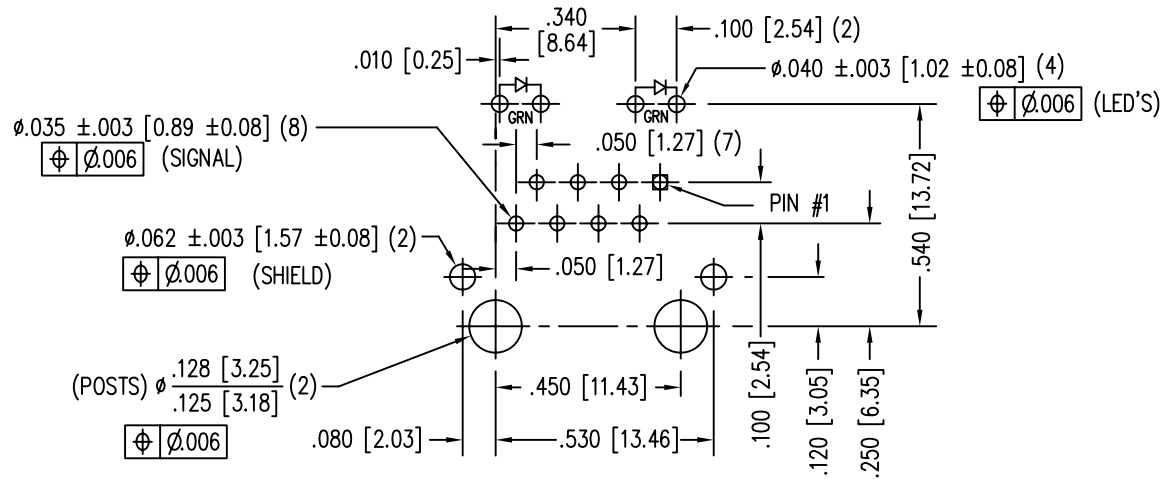 .340
[8.64]
.100 [2.54] (2)
.010 [0.25]
ø.040 ±.003 [1.02 ±0.08] (4)
⌖ Ø.006 (LED'S)
GRN
GRN
ø.035 ±.003 [0.89 ±0.08] (8)
⌖ Ø.006 (SIGNAL)
.050 [1.27] (7)
PIN #1
.540 [13.72]
ø.062 ±.003 [1.57 ±0.08] (2)
⌖ Ø.006 (SHIELD)
.050 [1.27]
(POSTS) ø .128 [3.25] (2)
.125 [3.18]
⌖ Ø.006
.450 [11.43]
.080 [2.03]
.530 [13.46]
.100 [2.54]
.120 [3.05]
.250 [6.35]